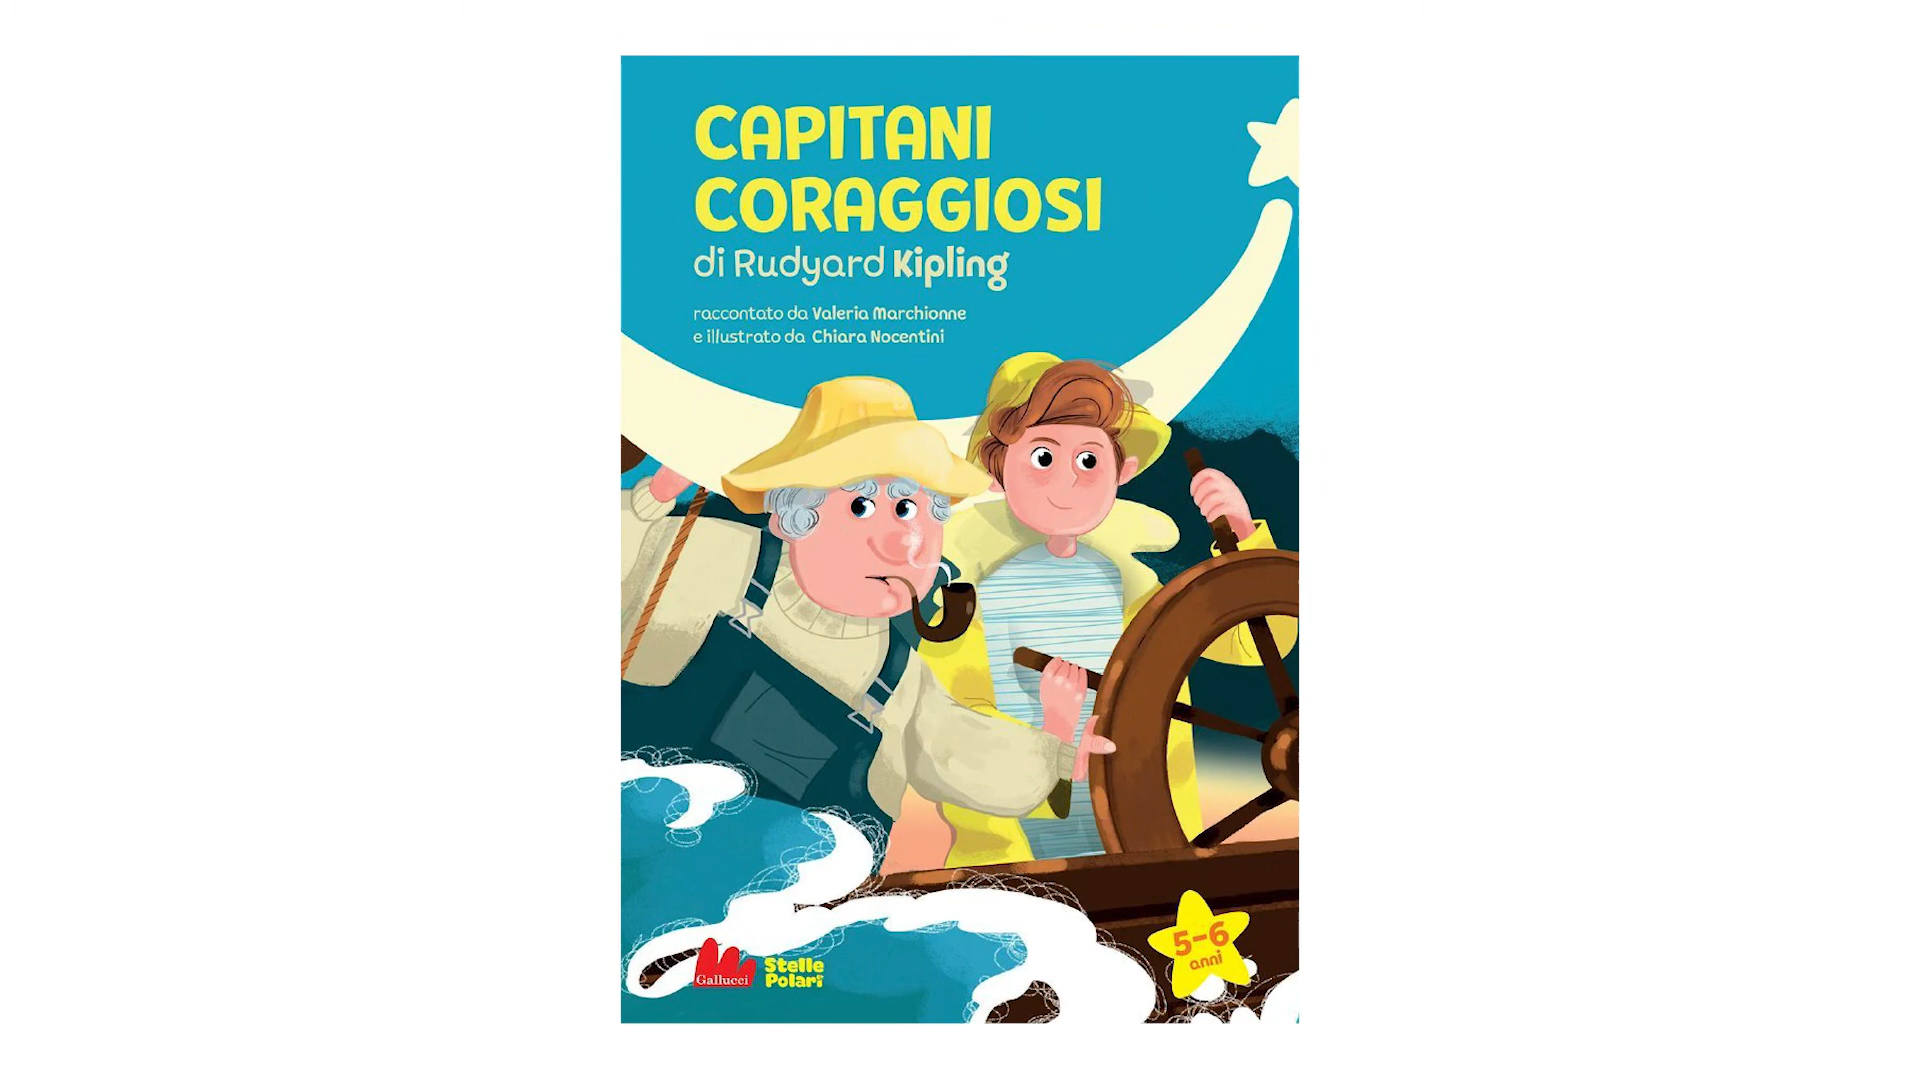 CAPITANI
CORAGGIOSI
di Rudyard Kipling
raccontato da Valeria Marchionne
e illustrato da Chiara Nocentini
5-6
anni
Gallucci
Stelle
Polari